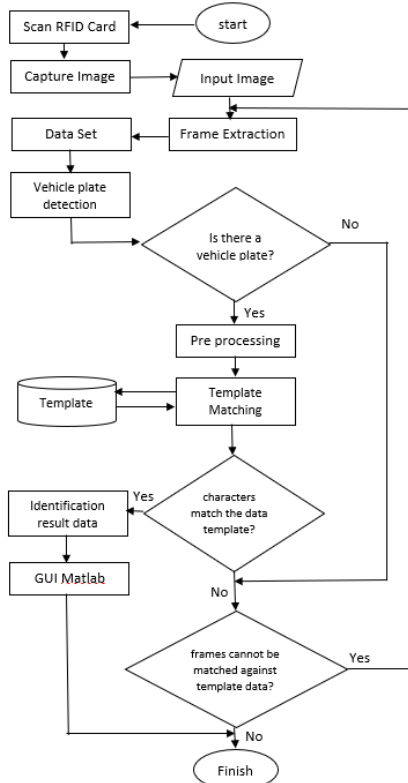 start
Scan RFID Card
Capture Image
Input Image
Frame Extraction
Data Set
Vehicle plate
detection
Is there a
vehicle plate?
No
Yes
Pre processing
Template
Matching
Template
characters
match the data
template?
Yes
Identification
result data
GUI Matlab
No
frames cannot be
matched against
template data?
Yes
No
Finish